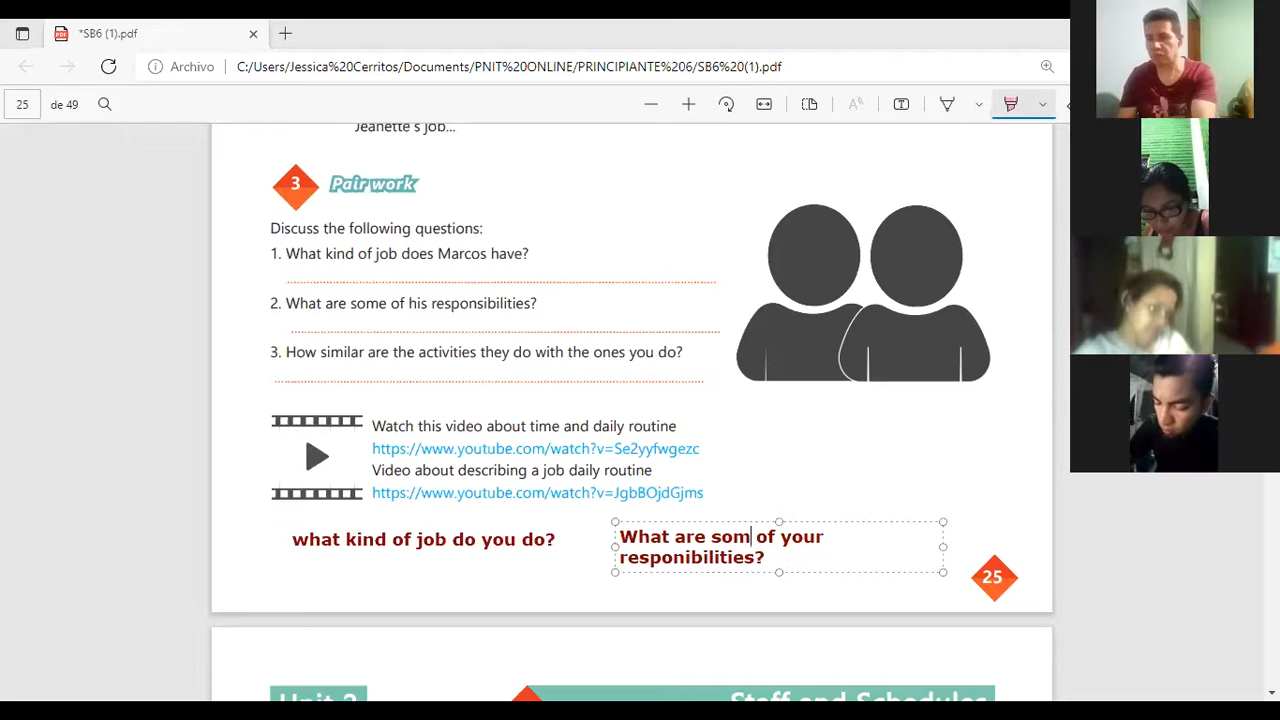 *SB6 (1).pdf
Archivo
C:/Users/Jessica%20Cerritos/Documents/PNIT%20ONLINE/PRINCIPIANTE%206/SB6%20(1).pdf
25
de 49
Jeanette's job...
3
Pair work
Discuss the following questions:
1. What kind of job does Marcos have?
2. What are some of his responsibilities?
3. How similar are the activities they do with the ones you do?
Watch this video about time and daily routine
https://youtube.com/watch?v=Se2yyfwgezc
Video about describing a job daily routine
https://www.youtube.com/watch?v=JgbBOjdGjms
what kind of job do you do?
What are som of your
responibilities?
25
Unit 2
Staff and Schedules